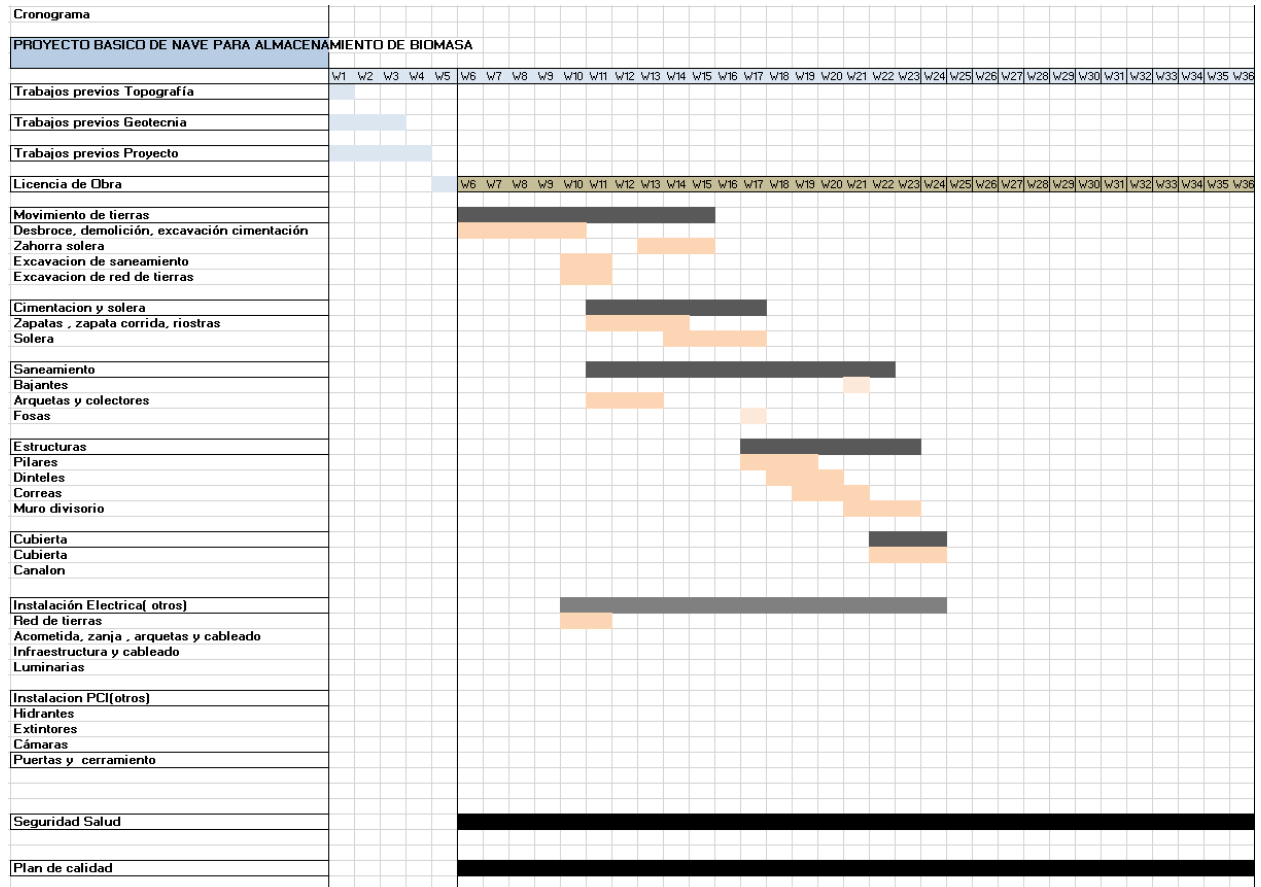 Cronograma
PROYECTO BASICO DE NAVE PARA ALMACENAMIENTO DE BIOMASA
W1 W2 W3 W4 W5 W6 W7 W8 W9 W10 W11 W12 W13 W14 W15 W16 W17 W18 W19 W20 W21 W22 W23 W24 W25 W26 W27 W28 W29 W30 W31 W32 W33 W34 W35 W36
Trabajos previos Topografía
Trabajos previos Geotecnia
Trabajos previos Proyecto
Licencia de Obra W6 W7 W8 W9 W10 W11 W12 W13 W14 W15 W16 W17 W18 W19 W20 W21 W22 W23 W24 W25 W26 W27 W28 W29 W30 W31 W32 W33 W34 W35 W36
Movimiento de tierras
Desbroce, demolición, excavación cimentación
Zahorra solera
Excavacion de saneamiento
Excavacion de red de tierras
Cimentacion y solera
Zapatas , zapata corrida, riostras
Solera
Saneamiento
Bajantes
Arquetas y colectores
Fosas
Estructuras
Pilares
Dinteles
Correas
Muro divisorio
Cubierta
Cubierta
Canalon
Instalación Electrica( otros)
Red de tierras
Acometida, zanja , arquetas y cableado
Infraestructura y cableado
Luminarias
Instalacion PCI(otros)
Hidrantes
Extintores
Cámaras
Puertas y cerramiento
Seguridad Salud
Plan de calidad